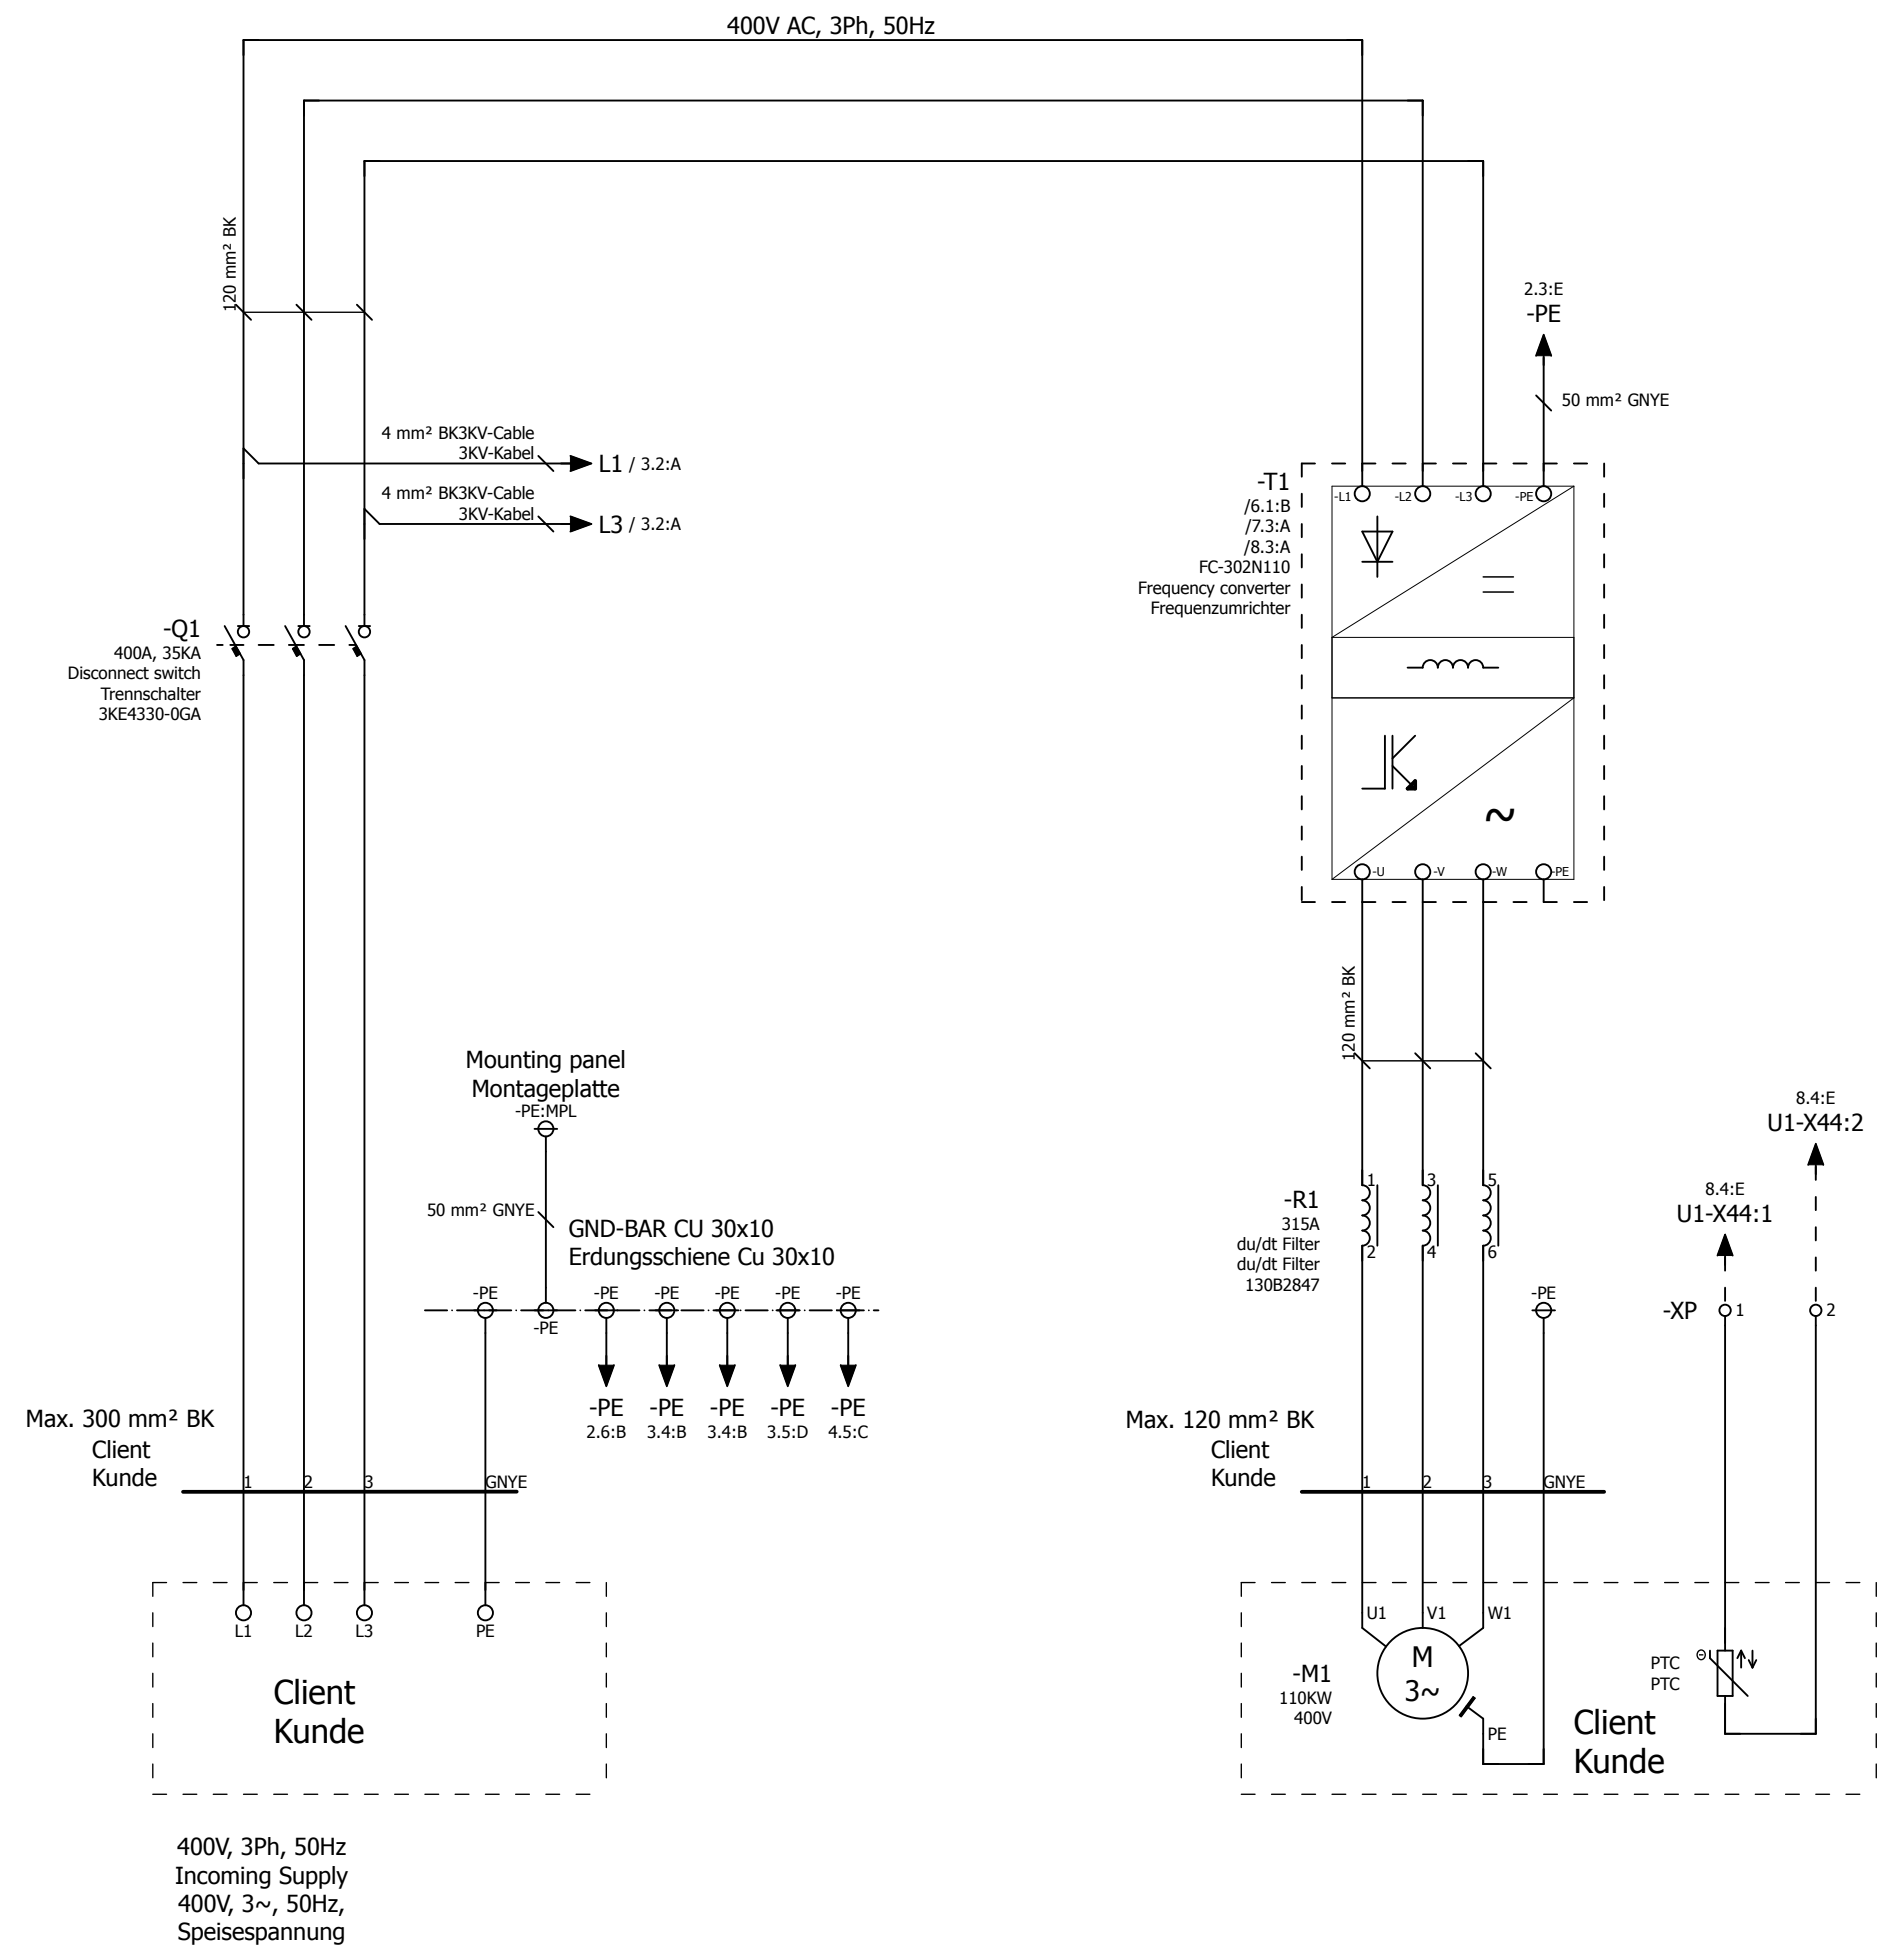 400V AC, 3Ph, 50Hz
120 mm² BK
4 mm² BK3KV-Cable
3KV-Kabel
L1 / 3.2:A
4 mm² BK3KV-Cable
3KV-Kabel
L3 / 3.2:A
-Q1
400A, 35KA
Disconnect switch
Trennschalter
3KE4330-0GA
2.3:E
-PE
50 mm² GNYE
-T1
/6.1:B
/7.3:A
/8.3:A
FC-302N110
Frequency converter
Frequenzumrichter
-L1 -L2 -L3 -PE
~
-U -V -W -PE
120 mm² BK
Mounting panel
Montageplatte
-PE:MPL
50 mm² GNYE
GND-BAR CU 30x10
Erdungsschiene Cu 30x10
-PE -PE -PE -PE -PE -PE
-PE
-PE -PE -PE -PE -PE
2.6:B 3.4:B 3.4:B 3.5:D 4.5:C
Max. 300 mm² BK
Client
Kunde
1 2 3 GNYE
L1 L2 L3 PE
Client
Kunde
400V, 3Ph, 50Hz
Incoming Supply
400V, 3~, 50Hz,
Speisespannung
-R1
315A
du/dt Filter
du/dt Filter
130B2847
1 3 5
2 4 6
-PE
8.4:E
U1-X44:2
8.4:E
U1-X44:1
-XP 1 2
Max. 120 mm² BK
Client
Kunde
1 2 3 GNYE
U1 V1 W1
M
3~
-M1
110KW
400V
PE
PTC
PTC
Θ
Client
Kunde